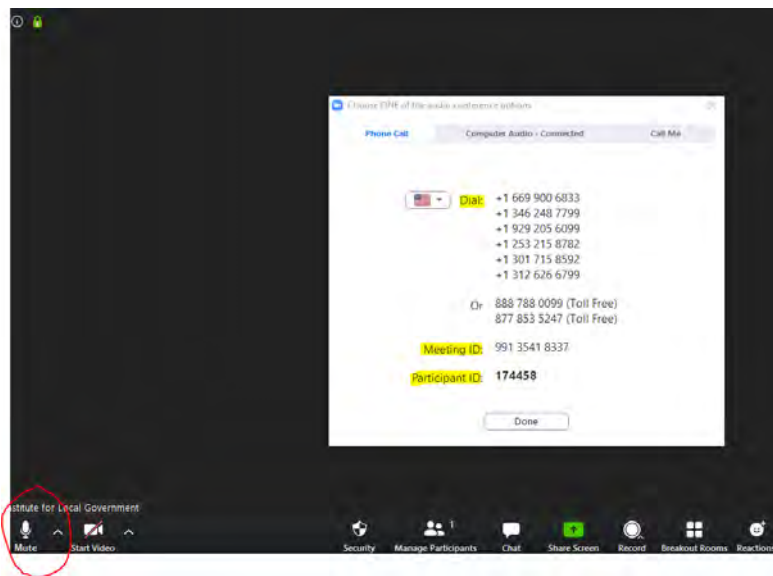 Choose ONE of the audio conference options
Phone Call Computer Audio - Connected Call Me
Dial: +1 669 900 6833
+1 346 248 7799
+1 929 205 6099
+1 253 215 8782
+1 301 715 8592
+1 312 626 6799
Or 888 788 0099 (Toll Free)
877 853 5247 (Toll Free)
Meeting ID: 991 3541 8337
Participant ID: 174458
Done
stitute for Local Government
Mute Start Video Security Manage Participants 1 Chat Share Screen Record Breakout Rooms Reactions